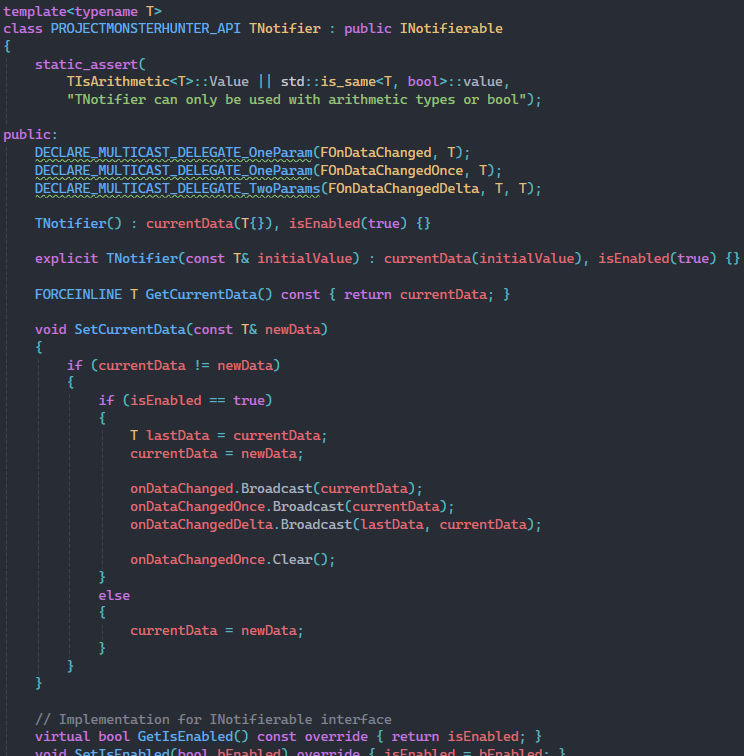 template<typename T>
class PROJECTMONSTERHUNTER_API TNotifier : public INotifierable
{
    static_assert(
        TIsArithmetic<T>::Value || std::is_same<T, bool>::value,
        "TNotifier can only be used with arithmetic types or bool");
public:
    DECLARE_MULTICAST_DELEGATE_OneParam(FOnDataChanged, T);
    DECLARE_MULTICAST_DELEGATE_OneParam(FOnDataChangedOnce, T);
    DECLARE_MULTICAST_DELEGATE_TwoParams(FOnDataChangedDelta, T, T);
    TNotifier() : currentData(T{}), isEnabled(true) {}
    explicit TNotifier(const T& initialValue) : currentData(initialValue), isEnabled(true) {}
    FORCEINLINE T GetCurrentData() const { return currentData; }
    void SetCurrentData(const T& newData)
    {
        if (currentData != newData)
        {
            if (isEnabled == true)
            {
                T lastData = currentData;
                currentData = newData;
                onDataChanged.Broadcast(currentData);
                onDataChangedOnce.Broadcast(currentData);
                onDataChangedDelta.Broadcast(lastData, currentData);
                onDataChangedOnce.Clear();
            }
            else
            {
                currentData = newData;
            }
        }
    }
    // Implementation for INotifierable interface
    virtual bool GetIsEnabled() const override { return isEnabled; }
    void SetIsEnabled(bool bEnabled) override { isEnabled = bEnabled; }